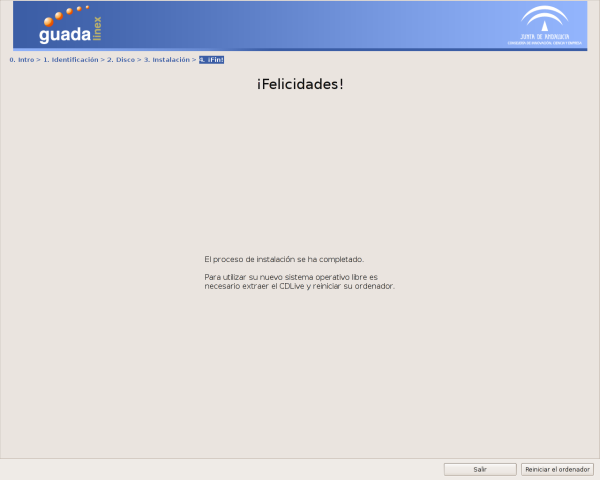 guada
linex
JUNTA DE ANDALUCIA
CONSEJERÍA DE INNOVACIÓN, CIENCIA Y EMPRESA
0. Intro > 1. Identificación > 2. Disco > 3. Instalación > 4. ¡Fin!
¡Felicidades!
El proceso de instalación se ha completado.
Para utilizar su nuevo sistema operativo libre es
necesario extraer el CDLive y reiniciar su ordenador.
Salir
Reiniciar el ordenador